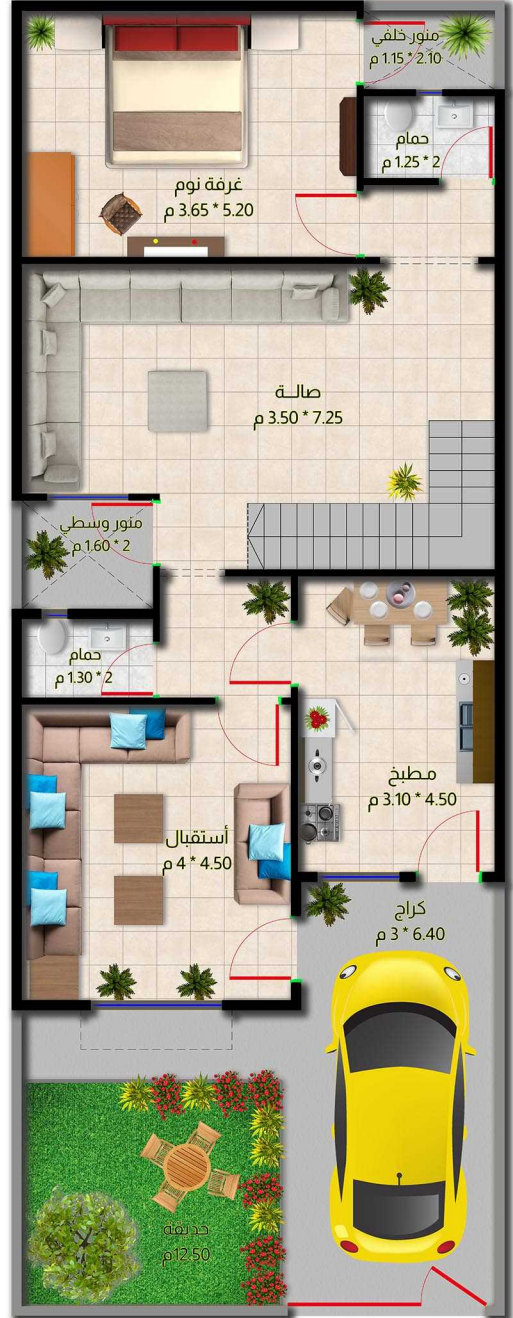 منور خلفي
2.10 * 1.15 م
حمام
2 * 1.25 م
غرفة نوم
5.20 * 3.65 م
صالـــة
7.25 * 3.50 م
منور وسطي
2 * 1.60 م
حمام
2 * 1.30 م
مطبخ
4.50 * 3.10 م
أستقبال
4.50 * 4 م
كراج
6.40 * 3 م
حديقة
12.50م